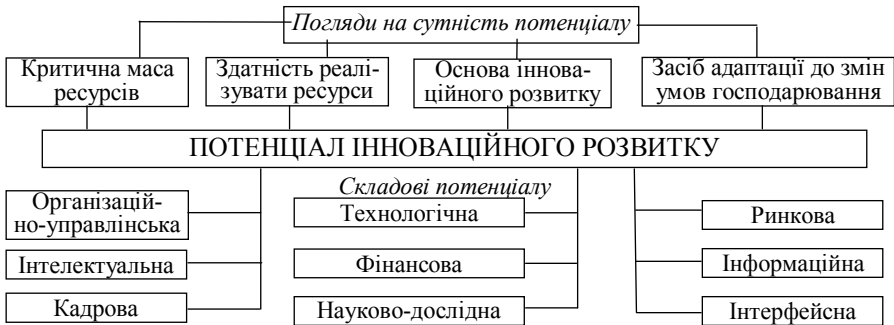 Погляди на сутність потенціалу
Критична маса
ресурсів
Здатність реалі-
зувати ресурси
Основа іннова-
ційного розвитку
Засіб адаптації до змін
умов господарювання
ПОТЕНЦІАЛ ІННОВАЦІЙНОГО РОЗВИТКУ
Складові потенціалу
Організацій-
но-управлінська
Інтелектуальна
Кадрова
Технологічна
Фінансова
Науково-дослідна
Ринкова
Інформаційна
Інтерфейсна